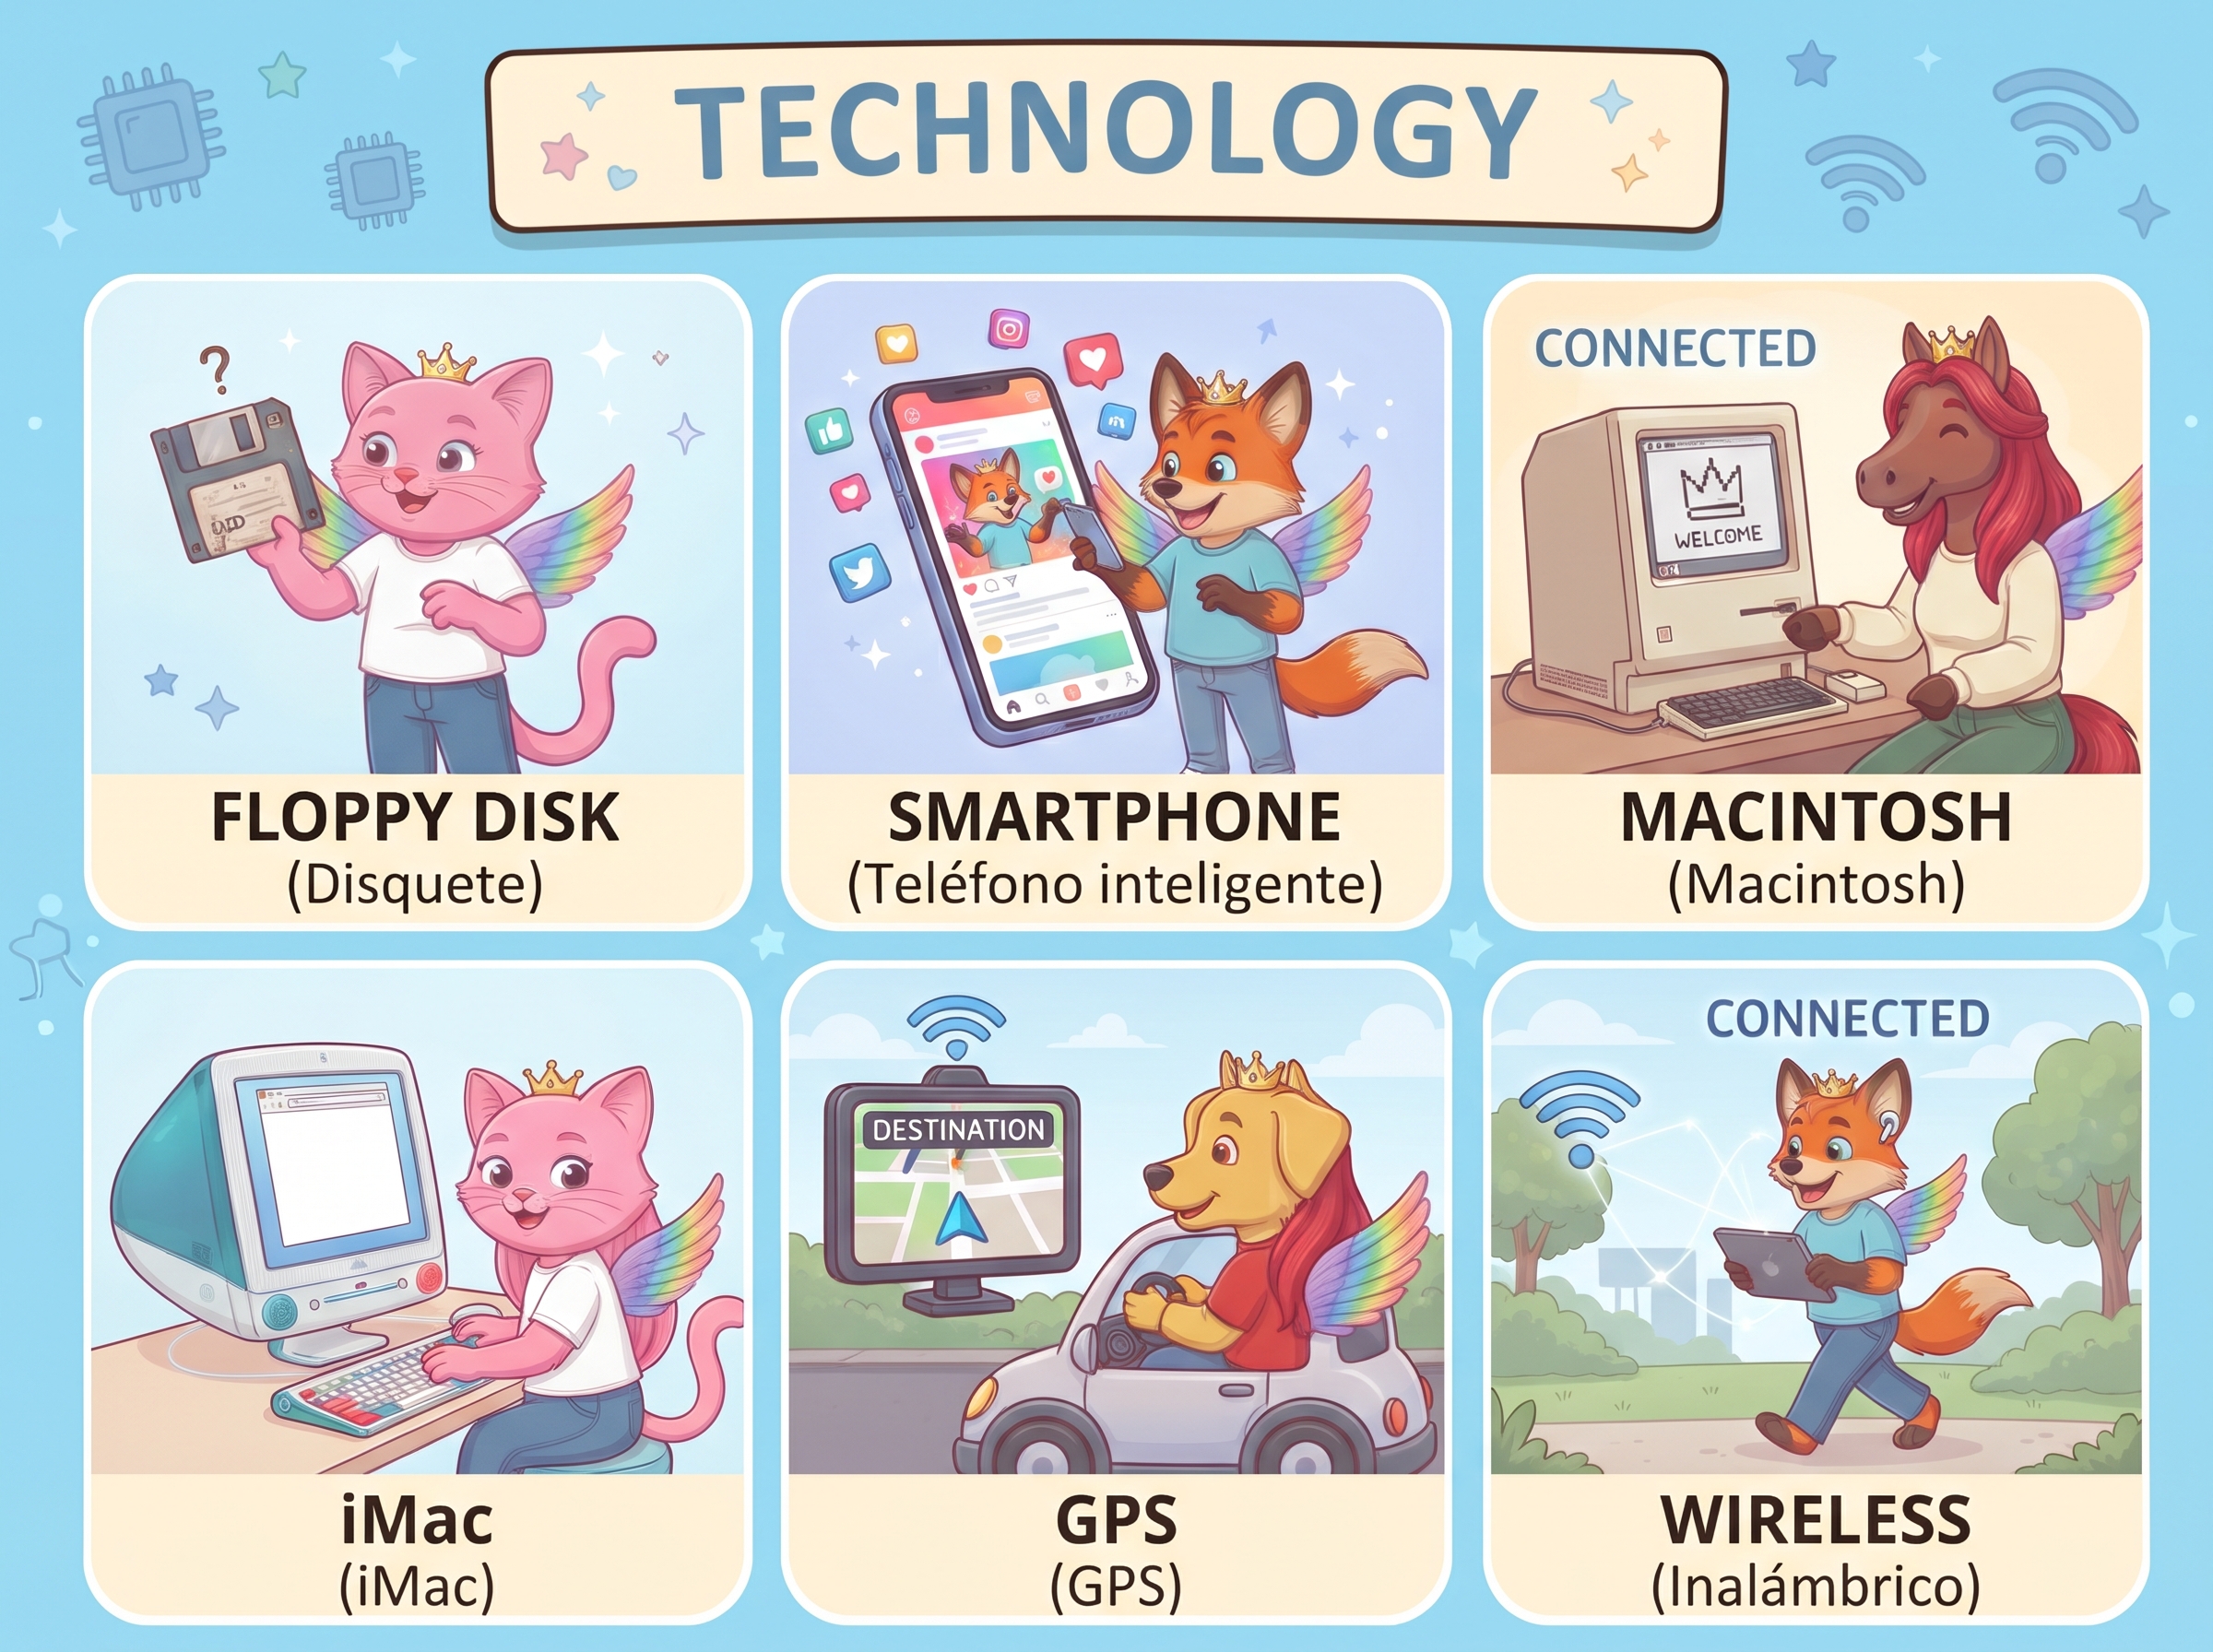 TECHNOLOGY
?
FLOPPY DISK
(Disquete)
SMARTPHONE
(Teléfono inteligente)
CONNECTED
WELCOME
MACINTOSH
(Macintosh)
iMac
(iMac)
DESTINATION
GPS
(GPS)
CONNECTED
WIRELESS
(Inalámbrico)